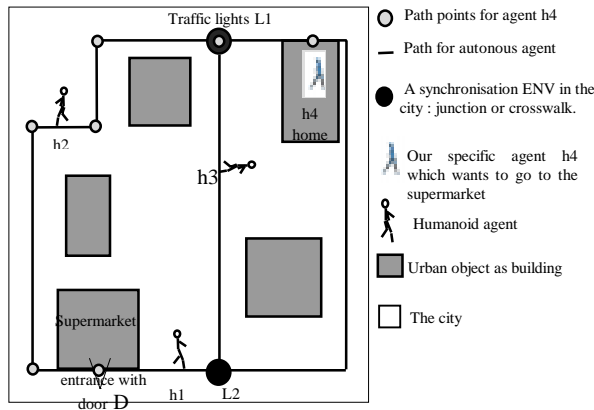 Traffic lights L1
h4
home
h2
h3
Supermarket
entrance with
door D
h1
L2
Path points for agent h4
Path for autonous agent
A synchronisation ENV in the
city : junction or crosswalk.
Our specific agent h4
which wants to go to the
supermarket
Humanoid agent
Urban object as building
The city